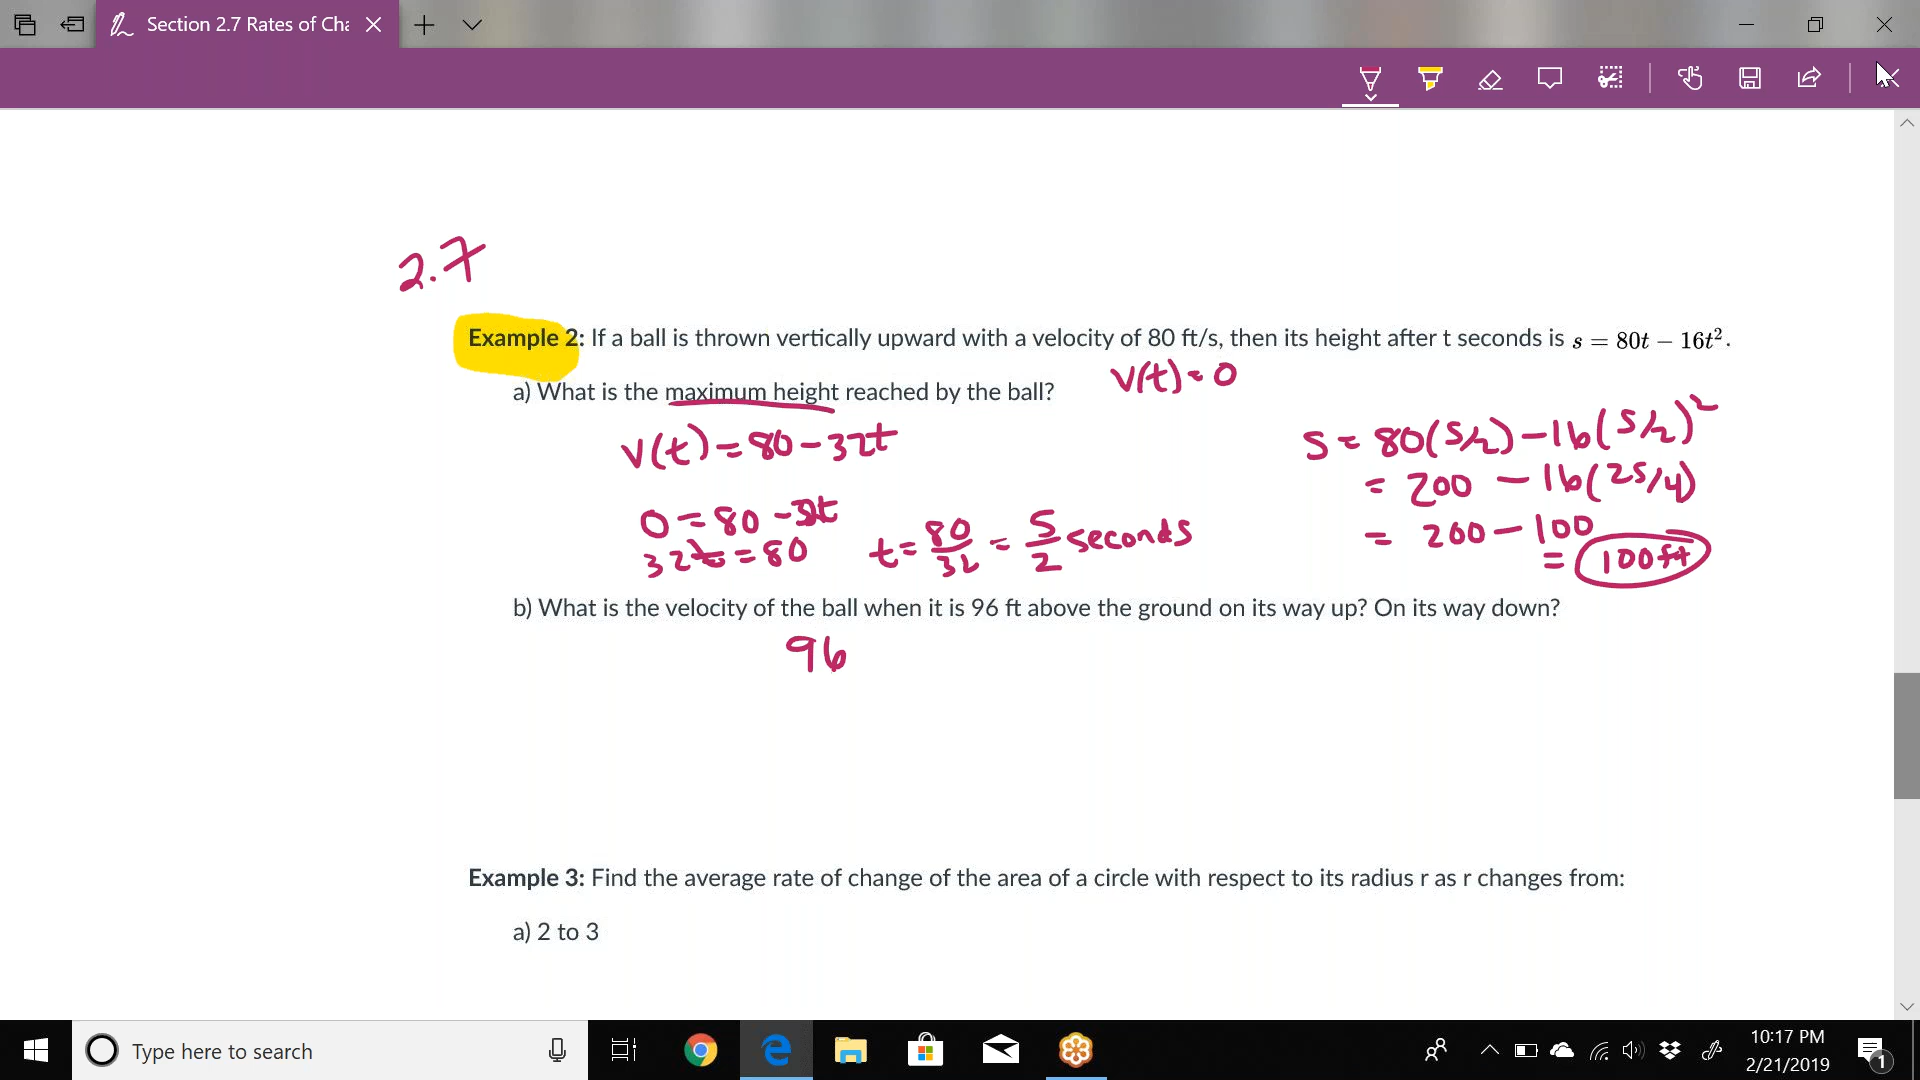 Section 2.7 Rates of Cha
2.7
Example 2: If a ball is thrown vertically upward with a velocity of 80 ft/s, then its height after t seconds is s = 80t − 16t².
v(t) = 0
a) What is the maximum height reached by the ball?
v(t) = 80 − 32t
0 = 80 − 32t
32t = 80
t = 80/32 = 5/2 seconds
s = 80(5/2) − 16(5/2)²
= 200 − 16(25/4)
= 200 − 100
= 100 ft
b) What is the velocity of the ball when it is 96 ft above the ground on its way up? On its way down?
96
Example 3: Find the average rate of change of the area of a circle with respect to its radius r as r changes from:
a) 2 to 3
Type here to search
10:17 PM
2/21/2019
1